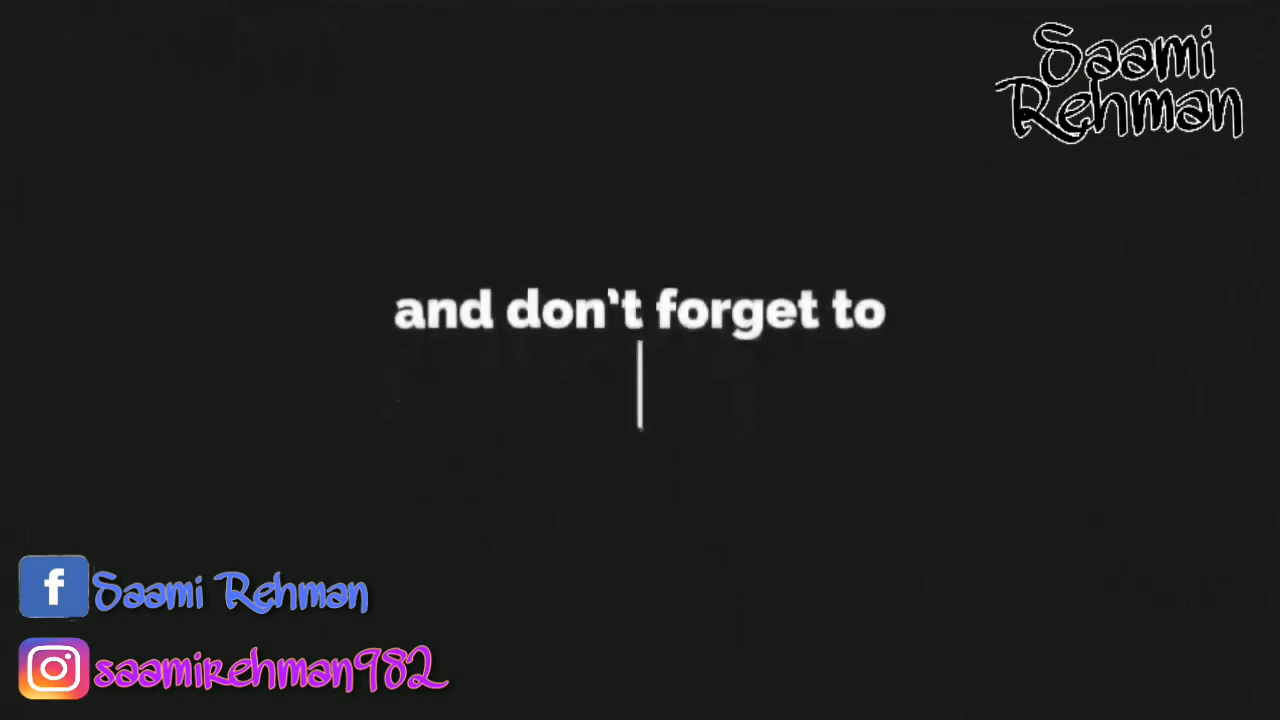 Saami
Rehman
and don't forget to
f Saami Rehman
saamirehman982